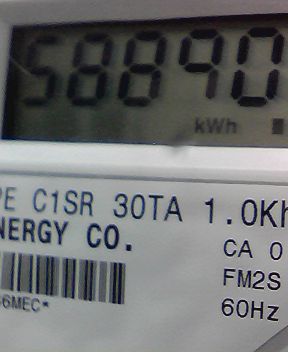 58890
kWh
PE C1SR 30TA 1.0Kh
NERGY CO.
CA 0
FM2S
60Hz
6MEC*